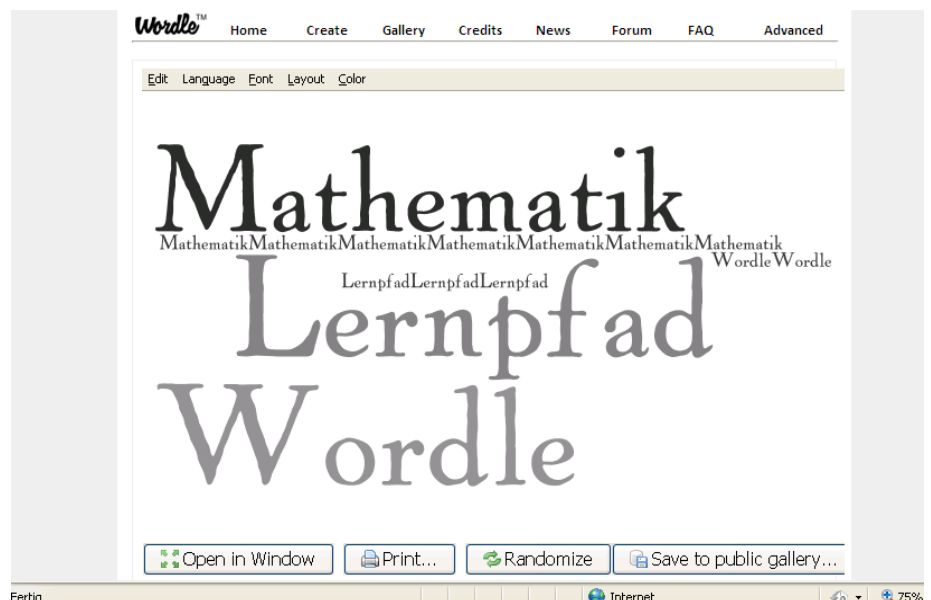 Wordle™ Home Create Gallery Credits News Forum FAQ Advanced
Edit Language Font Layout Color
Mathematik
MathematikMathematikMathematikMathematikMathematikMathematikMathematik
WordleWordle
Lernpfad
LernpfadLernpfadLernpfad
Wordle
Open in Window Print... Randomize Save to public gallery...
Fertig Internet 75%